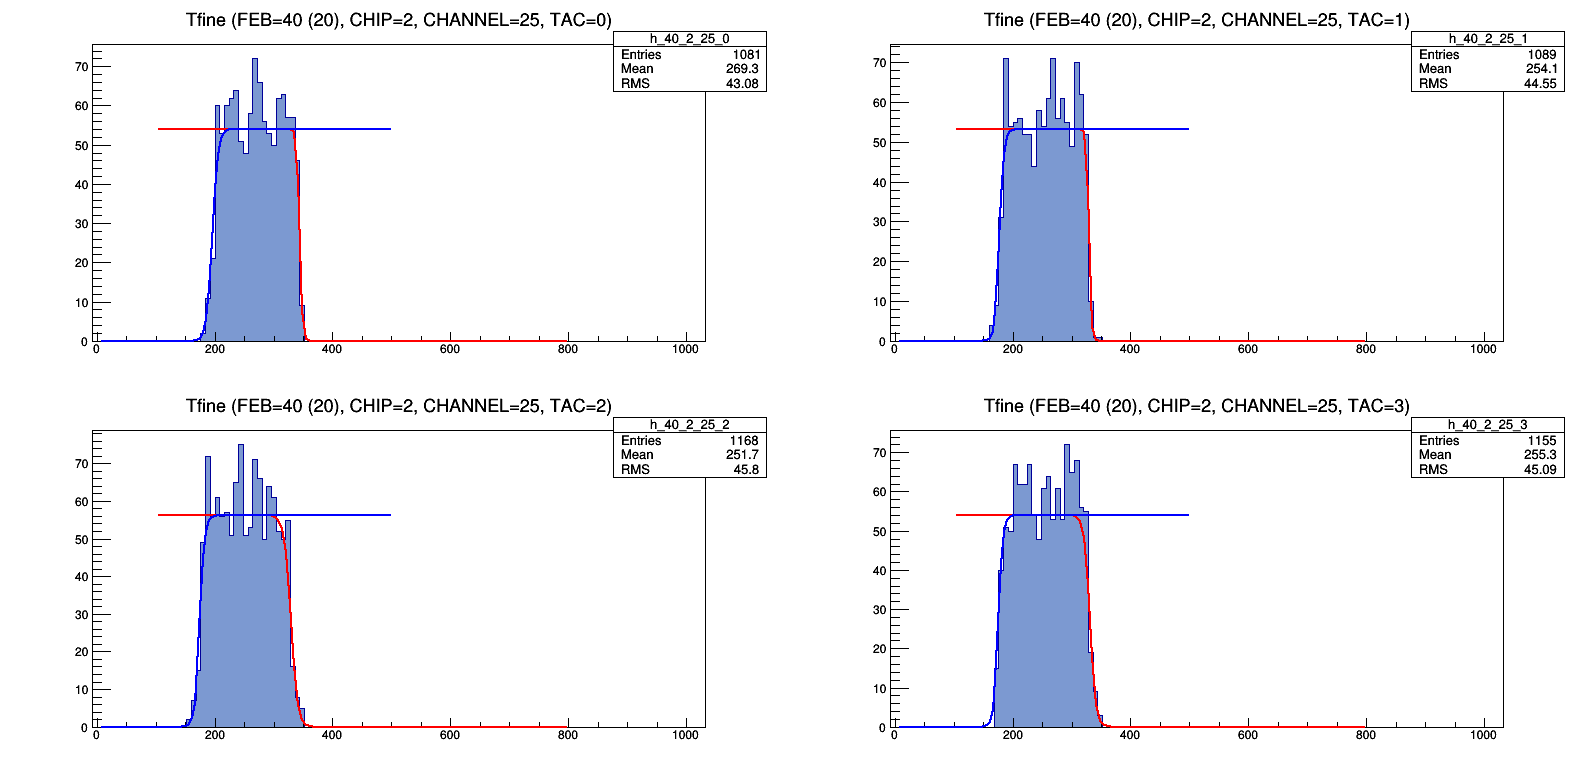 Tfine (FEB=40 (20), CHIP=2, CHANNEL=25, TAC=0)
h_40_2_25_0
Entries 1081
Mean 269.3
RMS 43.08
70
60
50
40
30
20
10
0
0 200 400 600 800 1000
Tfine (FEB=40 (20), CHIP=2, CHANNEL=25, TAC=1)
h_40_2_25_1
Entries 1089
Mean 254.1
RMS 44.55
70
60
50
40
30
20
10
0
0 200 400 600 800 1000
Tfine (FEB=40 (20), CHIP=2, CHANNEL=25, TAC=2)
h_40_2_25_2
Entries 1168
Mean 251.7
RMS 45.8
70
60
50
40
30
20
10
0
0 200 400 600 800 1000
Tfine (FEB=40 (20), CHIP=2, CHANNEL=25, TAC=3)
h_40_2_25_3
Entries 1155
Mean 255.3
RMS 45.09
70
60
50
40
30
20
10
0
0 200 400 600 800 1000